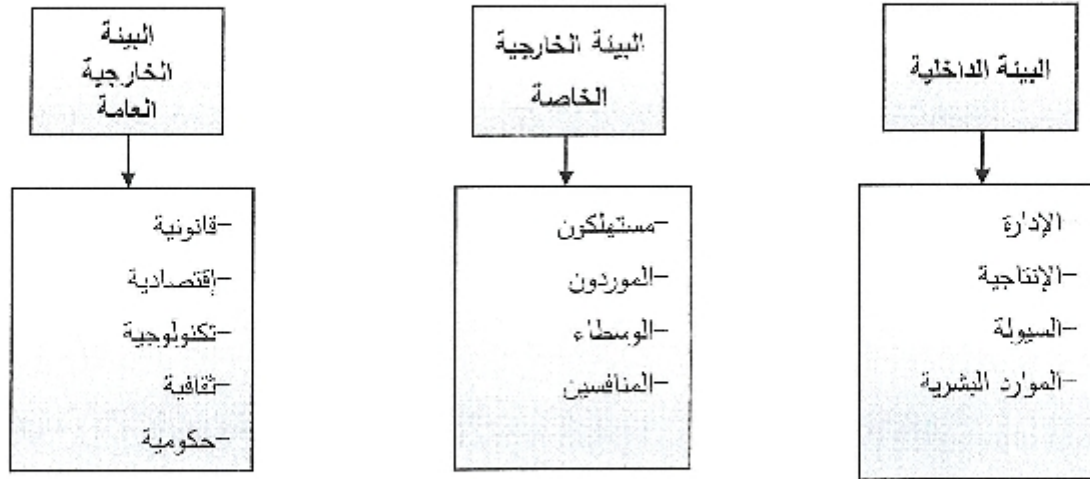 البيئة الداخلية
-الإدارة
-الإنتاجية
-السيولة
-الموارد البشرية
البيئة الخارجية
الخاصة
-مستهلكون
-الموردون
-الوسطاء
-المنافسين
البيئة
الخارجية
العامة
-قانونية
-إقتصادية
-تكنولوجية
-ثقافية
-حكومية